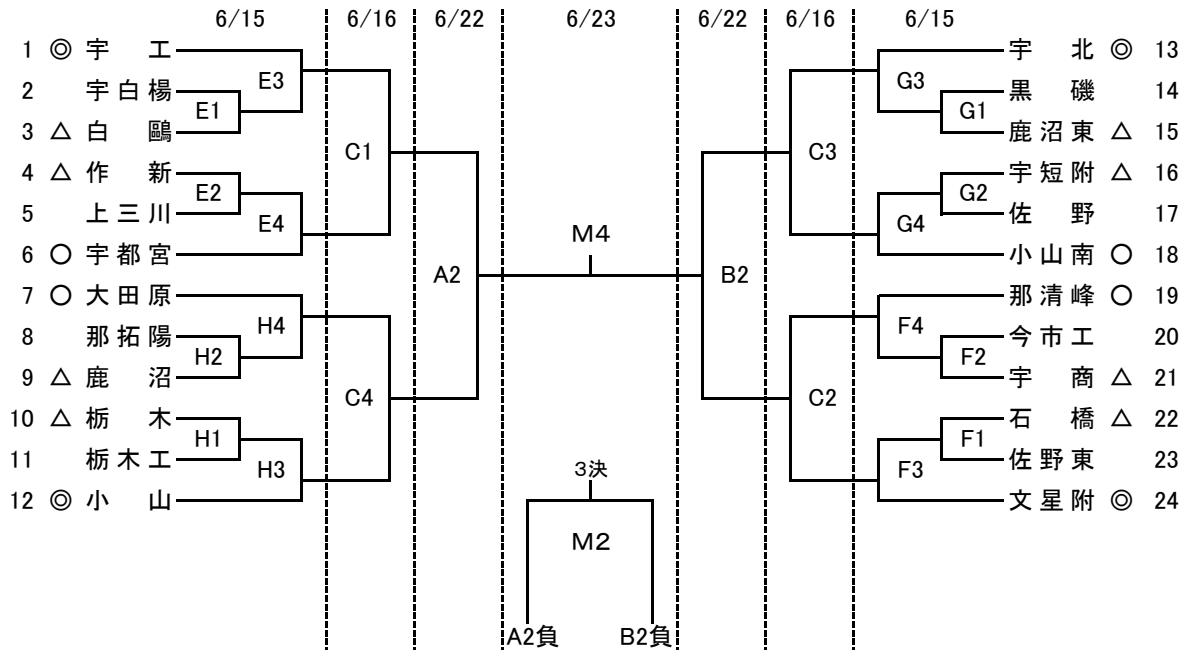 6/15 6/16 6/22 6/23 6/22 6/16 6/15
1 ◎ 宇 工
宇 北 ◎ 13
E3
G3
2 宇白楊
黒 磯 14
E1
G1
3 △ 白 鷗
鹿沼東 △ 15
C1
C3
4 △ 作 新
宇短附 △ 16
E2
G2
5 上三川
佐 野 17
E4
G4
M4
6 ○ 宇都宮
小山南 ○ 18
A2
B2
7 ○ 大田原
那清峰 ○ 19
H4
F4
8 那拓陽
今市工 20
H2
F2
9 △ 鹿 沼
宇 商 △ 21
C4
C2
10 △ 栃 木
石 橋 △ 22
H1
F1
11 栃木工
佐野東 23
H3
F3
3決
12 ◎ 小 山
文星附 ◎ 24
M2
A2負 B2負